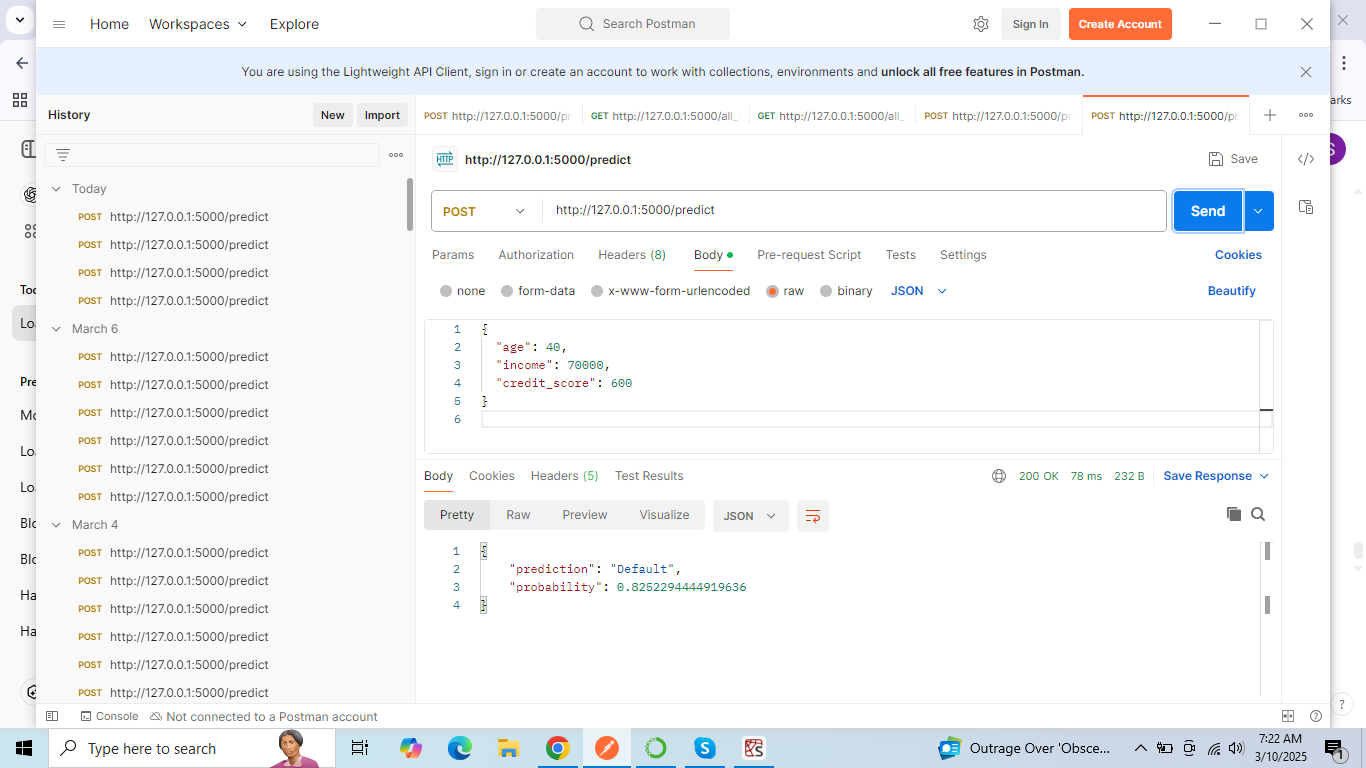 Home
Workspaces
Explore
Search Postman
Sign In
Create Account
You are using the Lightweight API Client, sign in or create an account to work with collections, environments and unlock all free features in Postman.
arks
History
New
Import
POST http://127.0.0.1:5000/pr
GET http://127.0.0.1:5000/all_
GET http://127.0.0.1:5000/all_
POST http://127.0.0.1:5000/pr
POST http://127.0.0.1:5000/pr
HTTP http://127.0.0.1:5000/predict
Save
S
Today
POST http://127.0.0.1:5000/predict
POST http://127.0.0.1:5000/predict
POST http://127.0.0.1:5000/predict
POST http://127.0.0.1:5000/predict
March 6
POST http://127.0.0.1:5000/predict
POST http://127.0.0.1:5000/predict
POST http://127.0.0.1:5000/predict
POST http://127.0.0.1:5000/predict
POST http://127.0.0.1:5000/predict
POST http://127.0.0.1:5000/predict
March 4
POST http://127.0.0.1:5000/predict
POST http://127.0.0.1:5000/predict
POST http://127.0.0.1:5000/predict
POST http://127.0.0.1:5000/predict
POST http://127.0.0.1:5000/predict
POST http://127.0.0.1:5000/predict
Too
Loa
Pre
Mo
Loa
Loa
Blo
Blo
Ha
Ha
POST
http://127.0.0.1:5000/predict
Send
Params
Authorization
Headers (8)
Body
Pre-request Script
Tests
Settings
Cookies
none
form-data
x-www-form-urlencoded
raw
binary
JSON
Beautify
1 {
2 "age": 40,
3 "income": 70000,
4 "credit_score": 600
5 }
6
Body
Cookies
Headers (5)
Test Results
200 OK
78 ms
232 B
Save Response
Pretty
Raw
Preview
Visualize
JSON
1 {
2 "prediction": "Default",
3 "probability": 0.8252294444919636
4 }
Console
Not connected to a Postman account
Type here to search
Outrage Over 'Obsce...
7:22 AM
3/10/2025
1